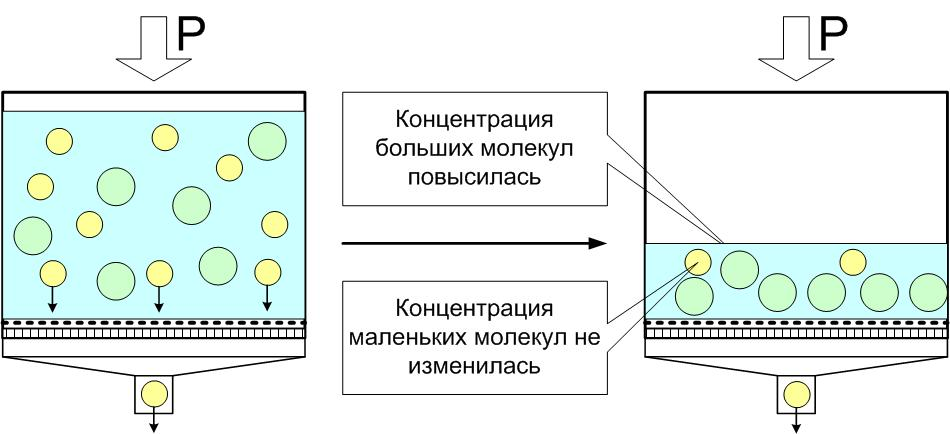 P
P
Концентрация
больших молекул
повысилась
Концентрация
маленьких молекул не
изменилась